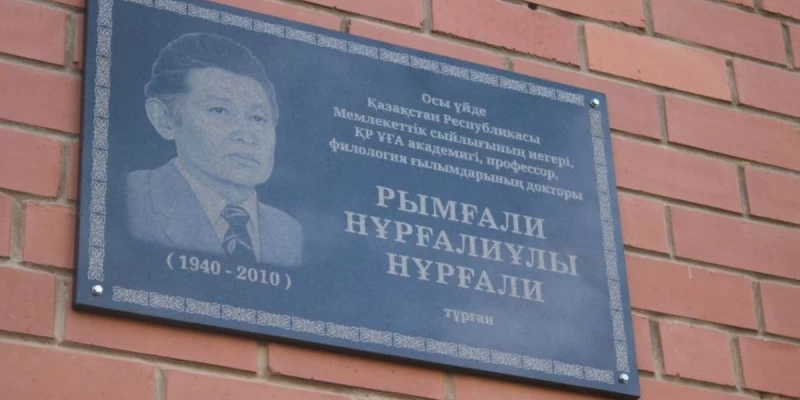 Осы үйде
Қазақстан Республикасы
Мемлекеттік сыйлығының иегері,
ҚР ҰҒА академигі, профессор,
филология ғылымдарының докторы
РЫМҒАЛИ
НҰРҒАЛИҰЛЫ
НҰРҒАЛИ
тұрған
( 1940 - 2010 )